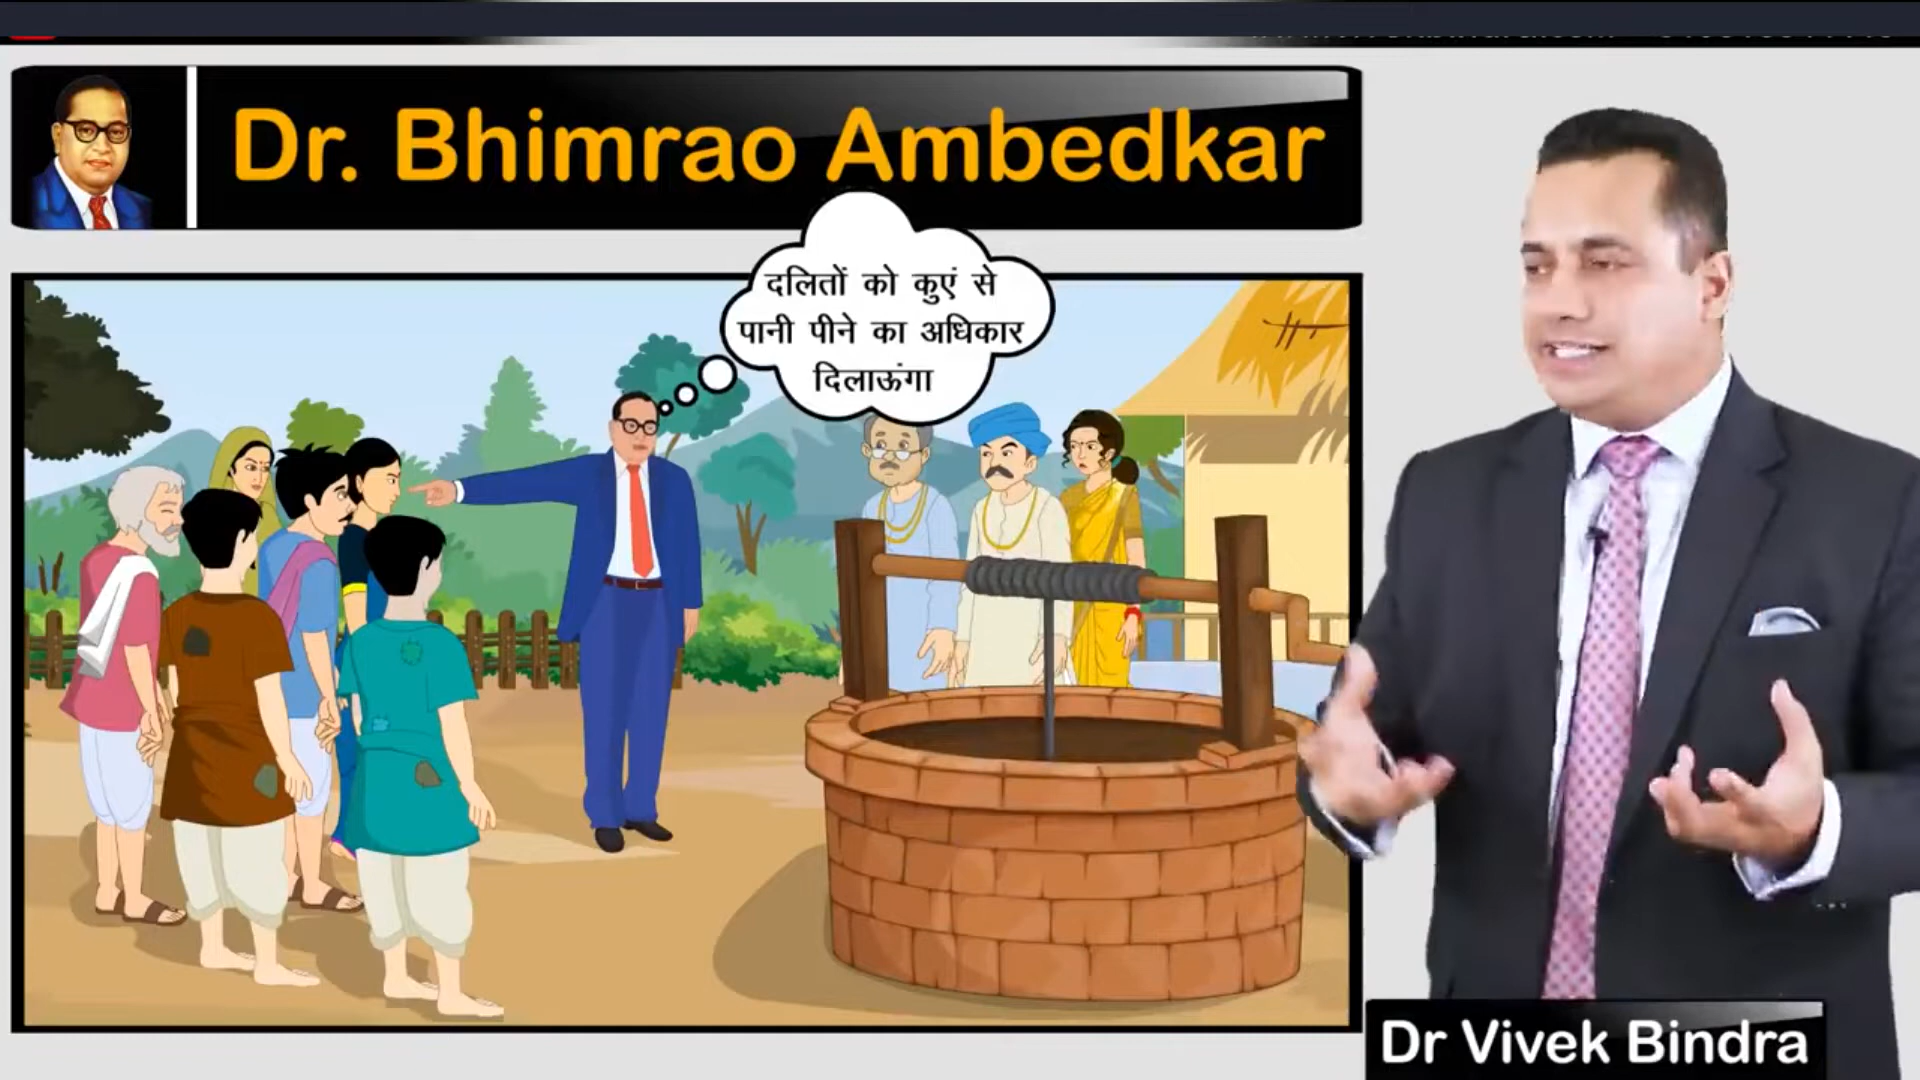 Dr. Bhimrao Ambedkar
दलितों को कुएं से
पानी पीने का अधिकार
दिलाऊंगा
Dr Vivek Bindra